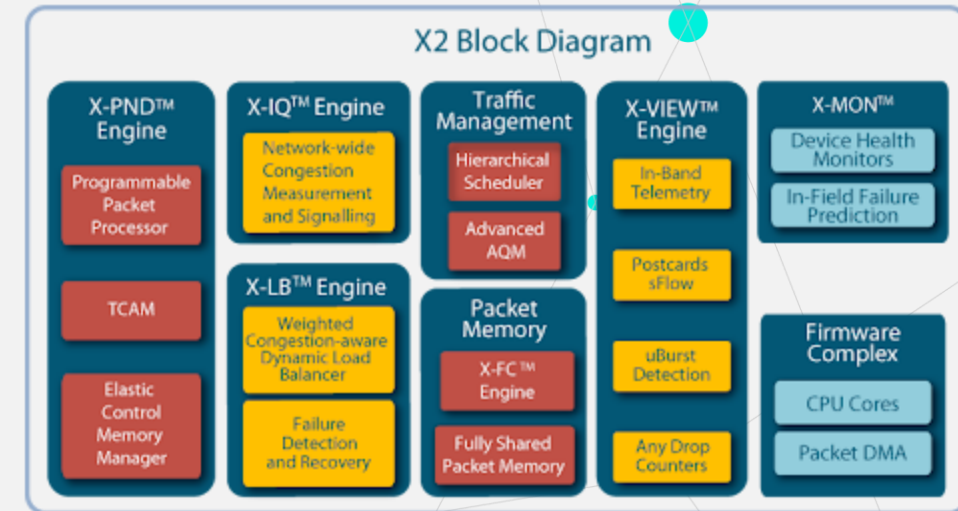 X2 Block Diagram
X-PND™
Engine
Programmable
Packet
Processor
TCAM
Elastic
Control
Memory
Manager
X-IQ™ Engine
Network-wide
Congestion
Measurement
and Signalling
X-LB™ Engine
Weighted
Congestion-aware
Dynamic Load
Balancer
Failure
Detection
and Recovery
Traffic
Management
Hierarchical
Scheduler
Advanced
AQM
Packet
Memory
X-FC™
Engine
Fully Shared
Packet Memory
X-VIEW™
Engine
In-Band
Telemetry
Postcards
sFlow
uBurst
Detection
Any Drop
Counters
X-MON™
Device Health
Monitors
In-Field Failure
Prediction
Firmware
Complex
CPU Cores
Packet DMA